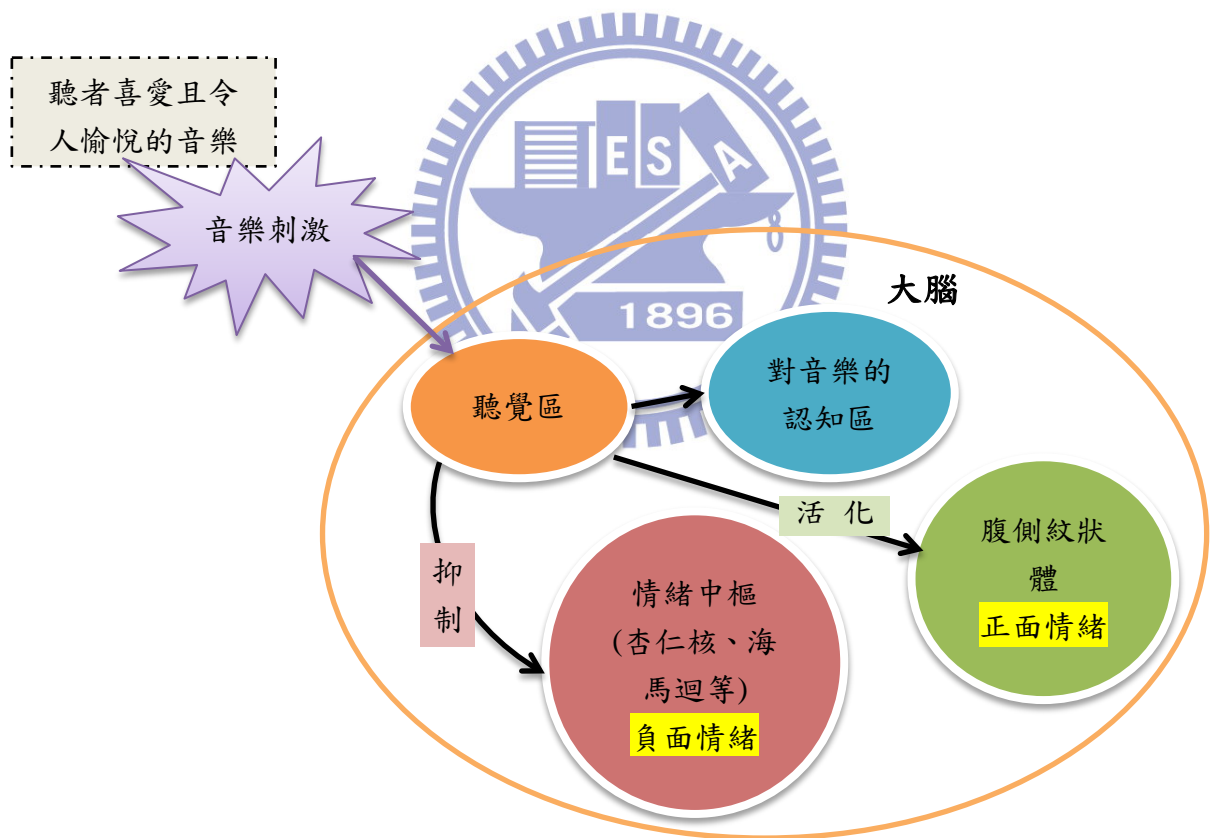 聽者喜愛且令
人愉悅的音樂
音樂刺激
E S A
1896
大腦
聽覺區
對音樂的
認知區
活 化
腹側紋狀
體
正面情緒
抑
制
情緒中樞
(杏仁核、海
馬迴等)
負面情緒